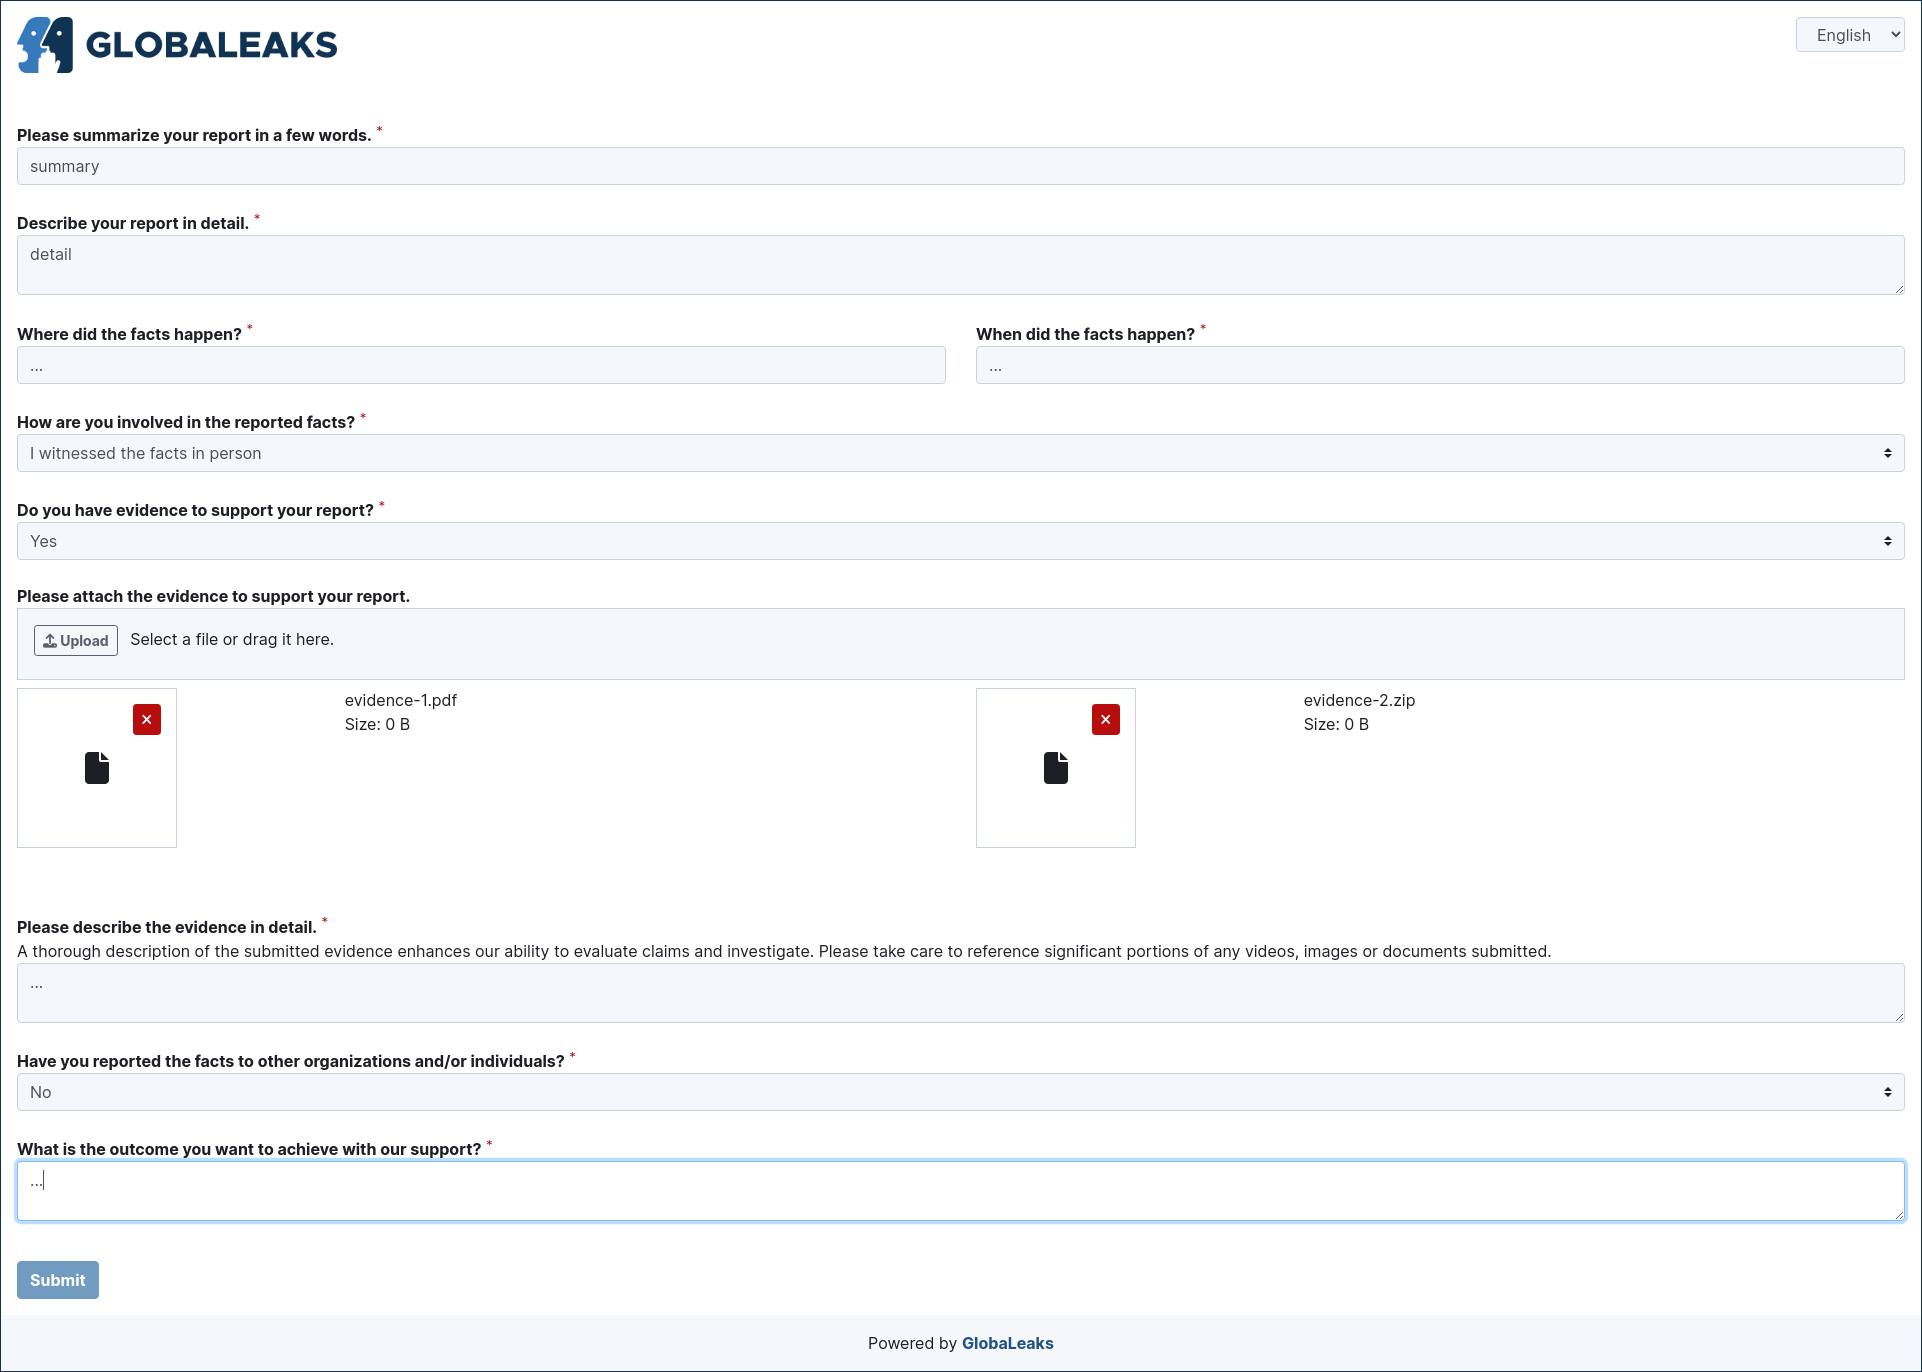 GLOBALEAKS
English
Please summarize your report in a few words. *
summary
Describe your report in detail. *
detail
Where did the facts happen? *
...
When did the facts happen? *
...
How are you involved in the reported facts? *
I witnessed the facts in person
Do you have evidence to support your report? *
Yes
Please attach the evidence to support your report.
Upload Select a file or drag it here.
evidence-1.pdf
Size: 0 B
evidence-2.zip
Size: 0 B
Please describe the evidence in detail. *
A thorough description of the submitted evidence enhances our ability to evaluate claims and investigate. Please take care to reference significant portions of any videos, images or documents submitted.
...
Have you reported the facts to other organizations and/or individuals? *
No
What is the outcome you want to achieve with our support? *
...
Submit
Powered by GlobaLeaks